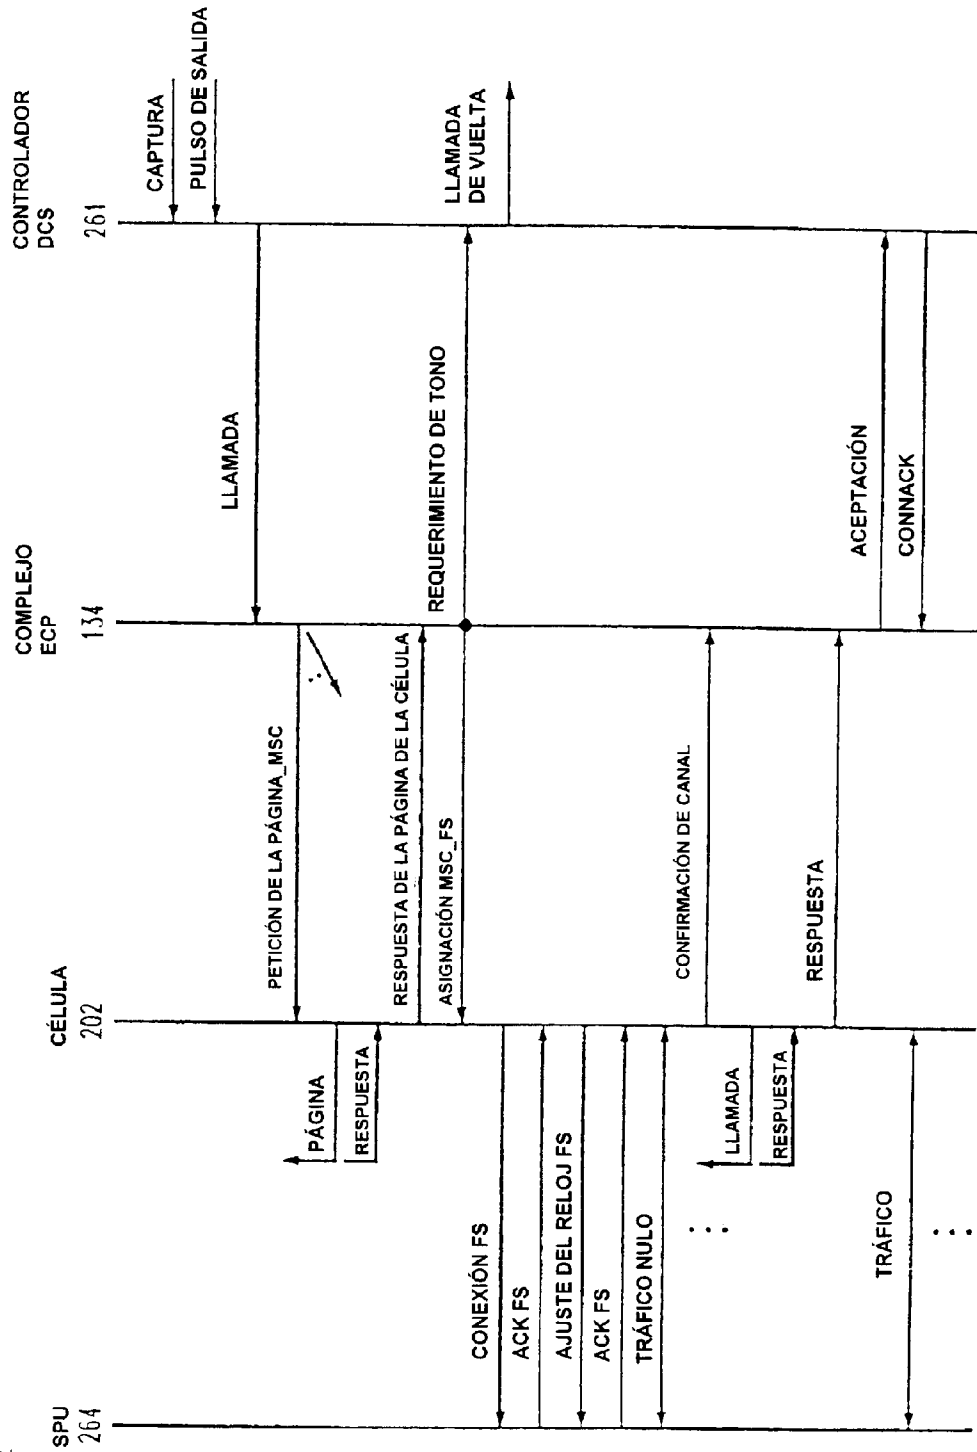 CONTROLADOR
DCS
261
COMPLEJO
ECP
134
CÉLULA
202
SPU
264
CAPTURA
PULSO DE SALIDA
LLAMADA
PETICIÓN DE LA PÁGINA_MSC
PÁGINA
RESPUESTA
RESPUESTA DE LA PÁGINA DE LA CÉLULA
REQUERIMIENTO DE TONO
ASIGNACIÓN MSC_FS
LLAMADA
DE VUELTA
CONEXIÓN FS
ACK FS
AJUSTE DEL RELOJ FS
ACK FS
TRÁFICO NULO
CONFIRMACIÓN DE CANAL
LLAMADA
RESPUESTA
RESPUESTA
ACEPTACIÓN
CONNACK
TRÁFICO